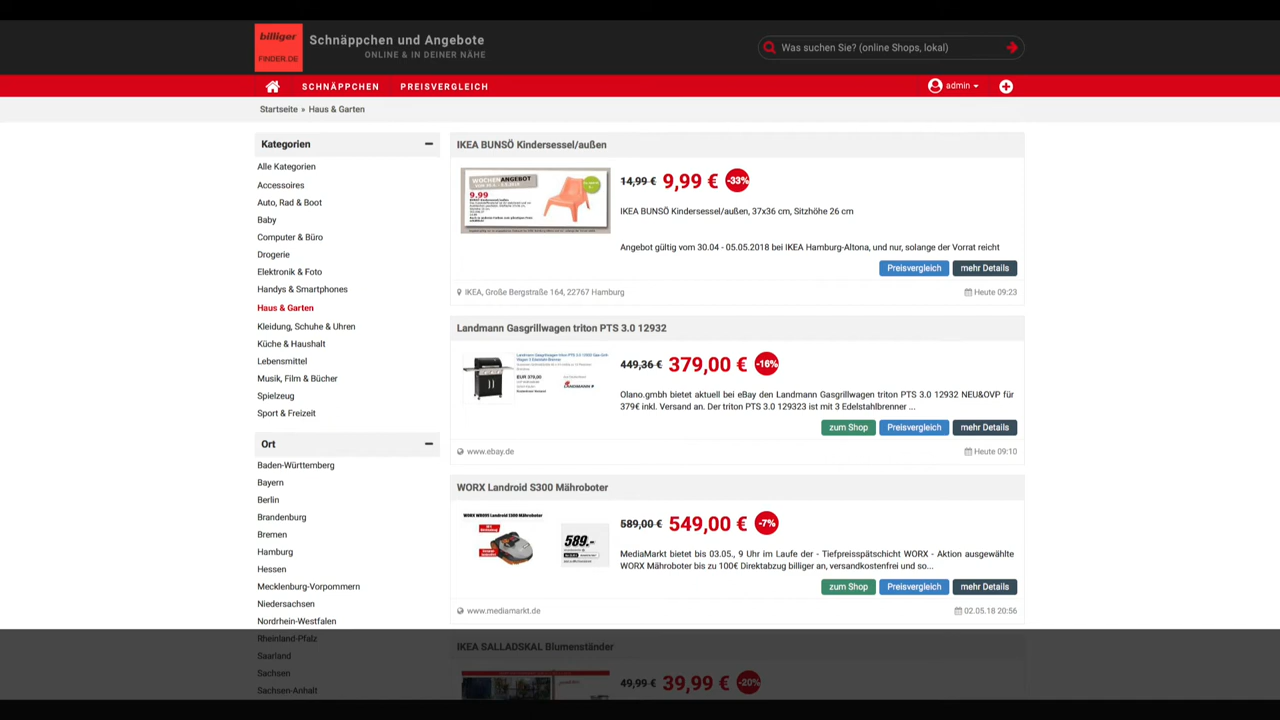 billiger
FINDER.DE
Schnäppchen und Angebote
ONLINE & IN DEINER NÄHE
Was suchen Sie? (online Shops, lokal)
SCHNÄPPCHEN
PREISVERGLEICH
admin
Startseite » Haus & Garten
Kategorien
Alle Kategorien
Accessoires
Auto, Rad & Boot
Baby
Computer & Büro
Drogerie
Elektronik & Foto
Handys & Smartphones
Haus & Garten
Kleidung, Schuhe & Uhren
Küche & Haushalt
Lebensmittel
Musik, Film & Bücher
Spielzeug
Sport & Freizeit
Ort
Baden-Württemberg
Bayern
Berlin
Brandenburg
Bremen
Hamburg
Hessen
Mecklenburg-Vorpommern
Niedersachsen
Nordrhein-Westfalen
Rheinland-Pfalz
Saarland
Sachsen
Sachsen-Anhalt
IKEA BUNSÖ Kindersessel/außen
WOCHENANGEBOT
9.99
14,99 € 9,99 € -33%
IKEA BUNSÖ Kindersessel/außen, 37x36 cm, Sitzhöhe 26 cm
Angebot gültig vom 30.04 - 05.05.2018 bei IKEA Hamburg-Altona, und nur, solange der Vorrat reicht
Preisvergleich
mehr Details
IKEA, Große Bergstraße 164, 22767 Hamburg
Heute 09:23
Landmann Gasgrillwagen triton PTS 3.0 12932
EUR 379,00
LANDMANN
449,36 € 379,00 € -16%
Olano.gmbh bietet aktuell bei eBay den Landmann Gasgrillwagen triton PTS 3.0 12932 NEU&OVP für
379€ inkl. Versand an. Der triton PTS 3.0 129323 ist mit 3 Edelstahlbrenner ...
zum Shop
Preisvergleich
mehr Details
www.ebay.de
Heute 09:10
WORX Landroid S300 Mähroboter
589.-
589,00 € 549,00 € -7%
MediaMarkt bietet bis 03.05., 9 Uhr im Laufe der - Tiefpreisspätschicht WORX - Aktion ausgewählte
WORX Mähroboter bis zu 100€ Direktabzug billiger an, versandkostenfrei und so...
zum Shop
Preisvergleich
mehr Details
www.mediamarkt.de
02.05.18 20:56
IKEA SALLADSKAL Blumenständer
49,99 € 39,99 € -20%